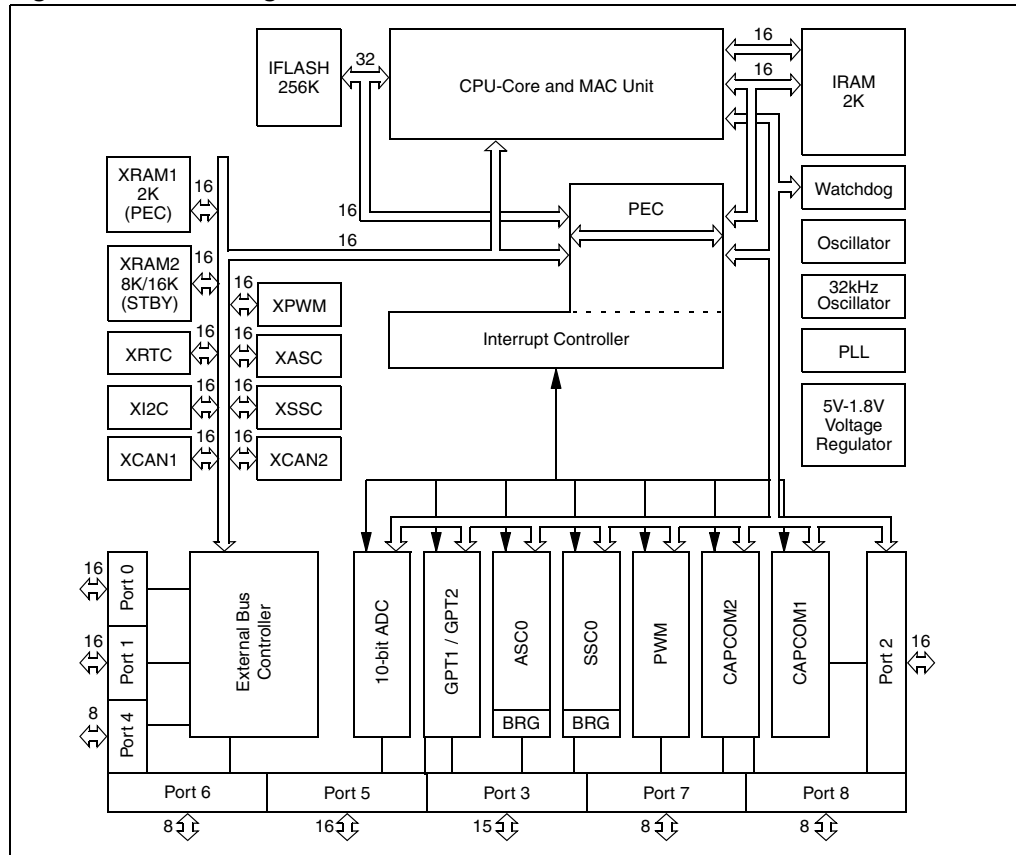 IFLASH
256K
32
CPU-Core and MAC Unit
16
16
IRAM
2K
XRAM1
2K
(PEC)
16
16
PEC
Watchdog
16
Oscillator
XRAM2
8K/16K
(STBY)
16
16
XPWM
32kHz
Oscillator
Interrupt Controller
XRTC
16
16
XASC
PLL
XI2C
16
16
XSSC
5V-1.8V
Voltage
Regulator
XCAN1
16
16
XCAN2
16
Port 0
16
Port 1
8
Port 4
External Bus
Controller
10-bit ADC
GPT1 / GPT2
ASC0
BRG
SSC0
BRG
PWM
CAPCOM2
CAPCOM1
Port 2
16
Port 6
Port 5
Port 3
Port 7
Port 8
8
16
15
8
8